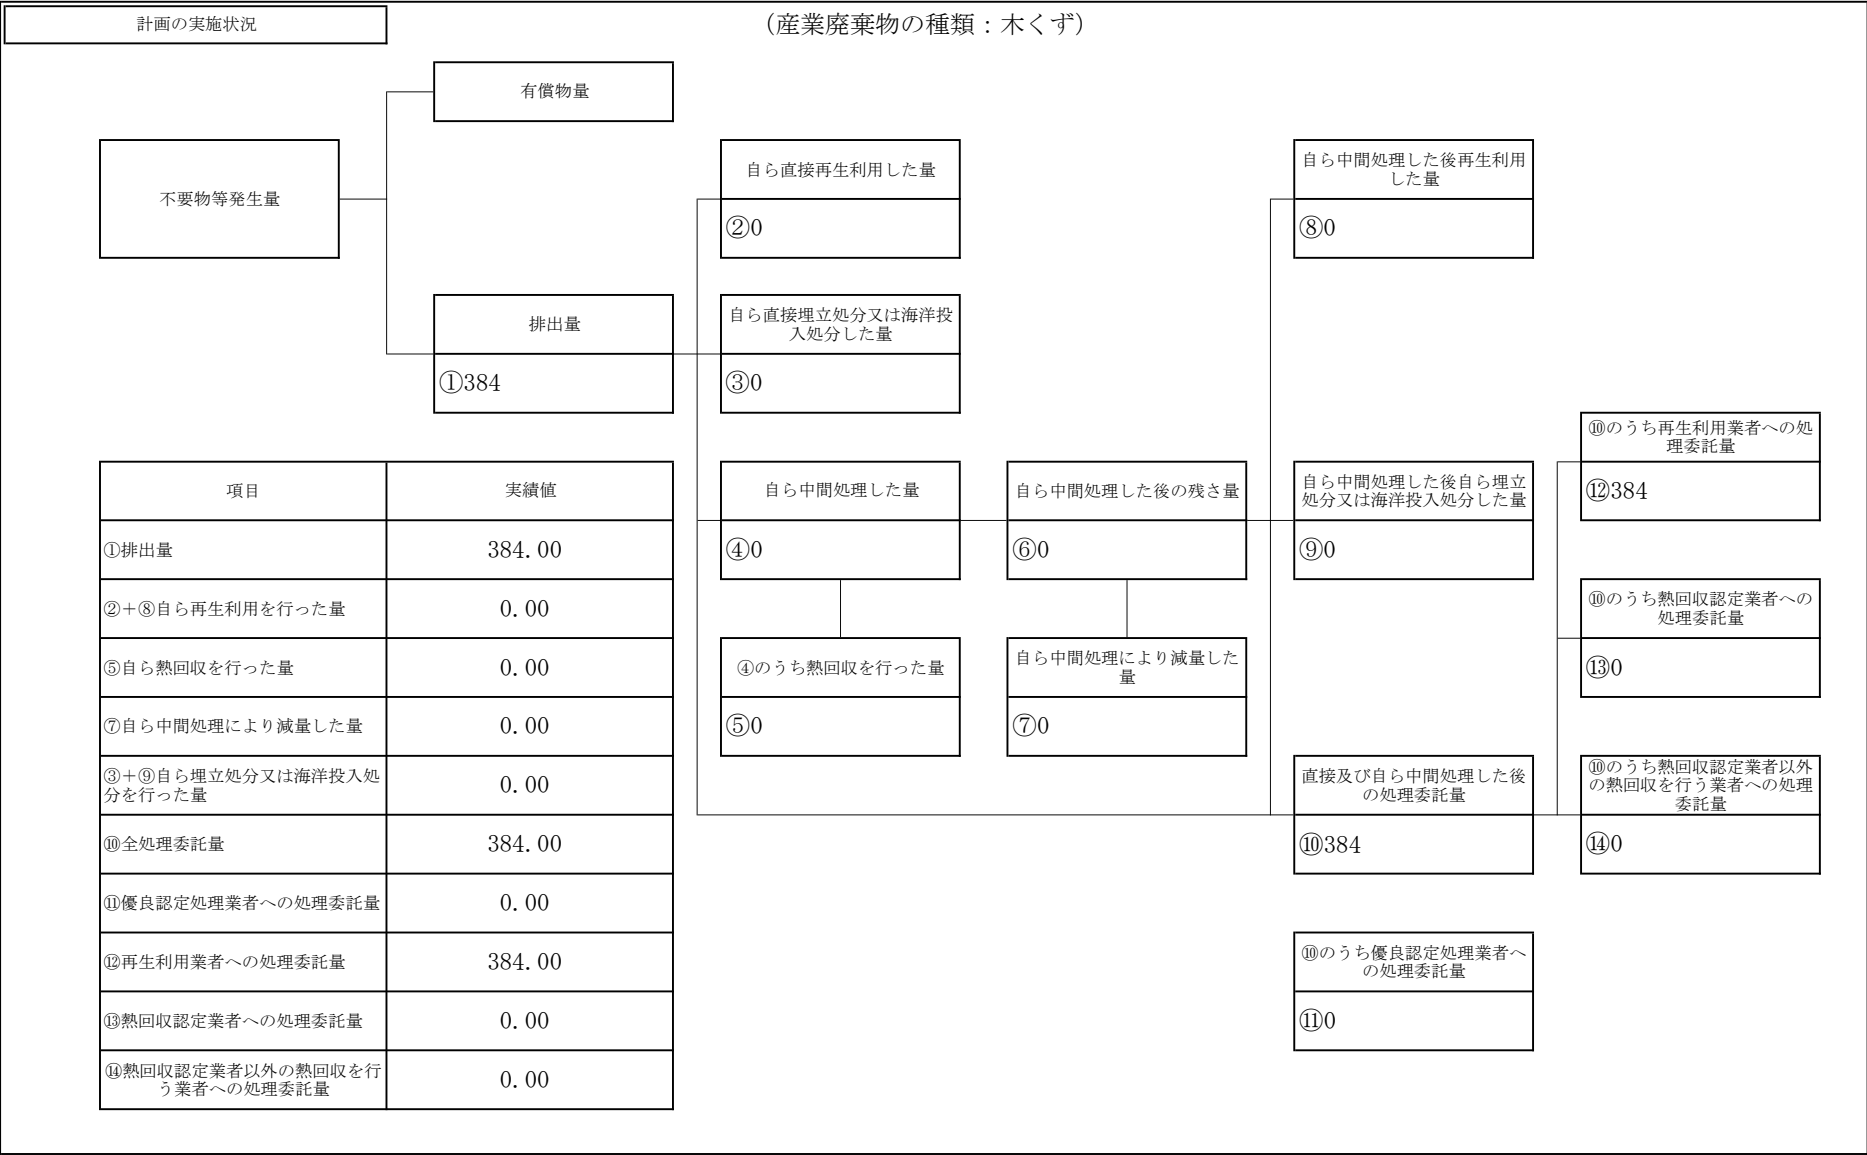 計画の実施状況
（産業廃棄物の種類：木くず）
有償物量
不要物等発生量
自ら直接再生利用した量
②0
自ら中間処理した後再生利用
した量
⑧0
排出量
①384
自ら直接埋立処分又は海洋投
入処分した量
③0
⑩のうち再生利用業者への処
理委託量
⑫384
自ら中間処理した量
④0
自ら中間処理した後の残さ量
⑥0
自ら中間処理した後自ら埋立
処分又は海洋投入処分した量
⑨0
⑩のうち熱回収認定業者への
処理委託量
⑬0
④のうち熱回収を行った量
⑤0
自ら中間処理により減量した
量
⑦0
直接及び自ら中間処理した後
の処理委託量
⑩384
⑩のうち熱回収認定業者以外
の熱回収を行う業者への処理
委託量
⑭0
⑩のうち優良認定処理業者へ
の処理委託量
⑪0
項目 実績値
①排出量 384.00
②＋⑧自ら再生利用を行った量 0.00
⑤自ら熱回収を行った量 0.00
⑦自ら中間処理により減量した量 0.00
③＋⑨自ら埋立処分又は海洋投入処
分を行った量 0.00
⑩全処理委託量 384.00
⑪優良認定処理業者への処理委託量 0.00
⑫再生利用業者への処理委託量 384.00
⑬熱回収認定業者への処理委託量 0.00
⑭熱回収認定業者以外の熱回収を行
う業者への処理委託量 0.00